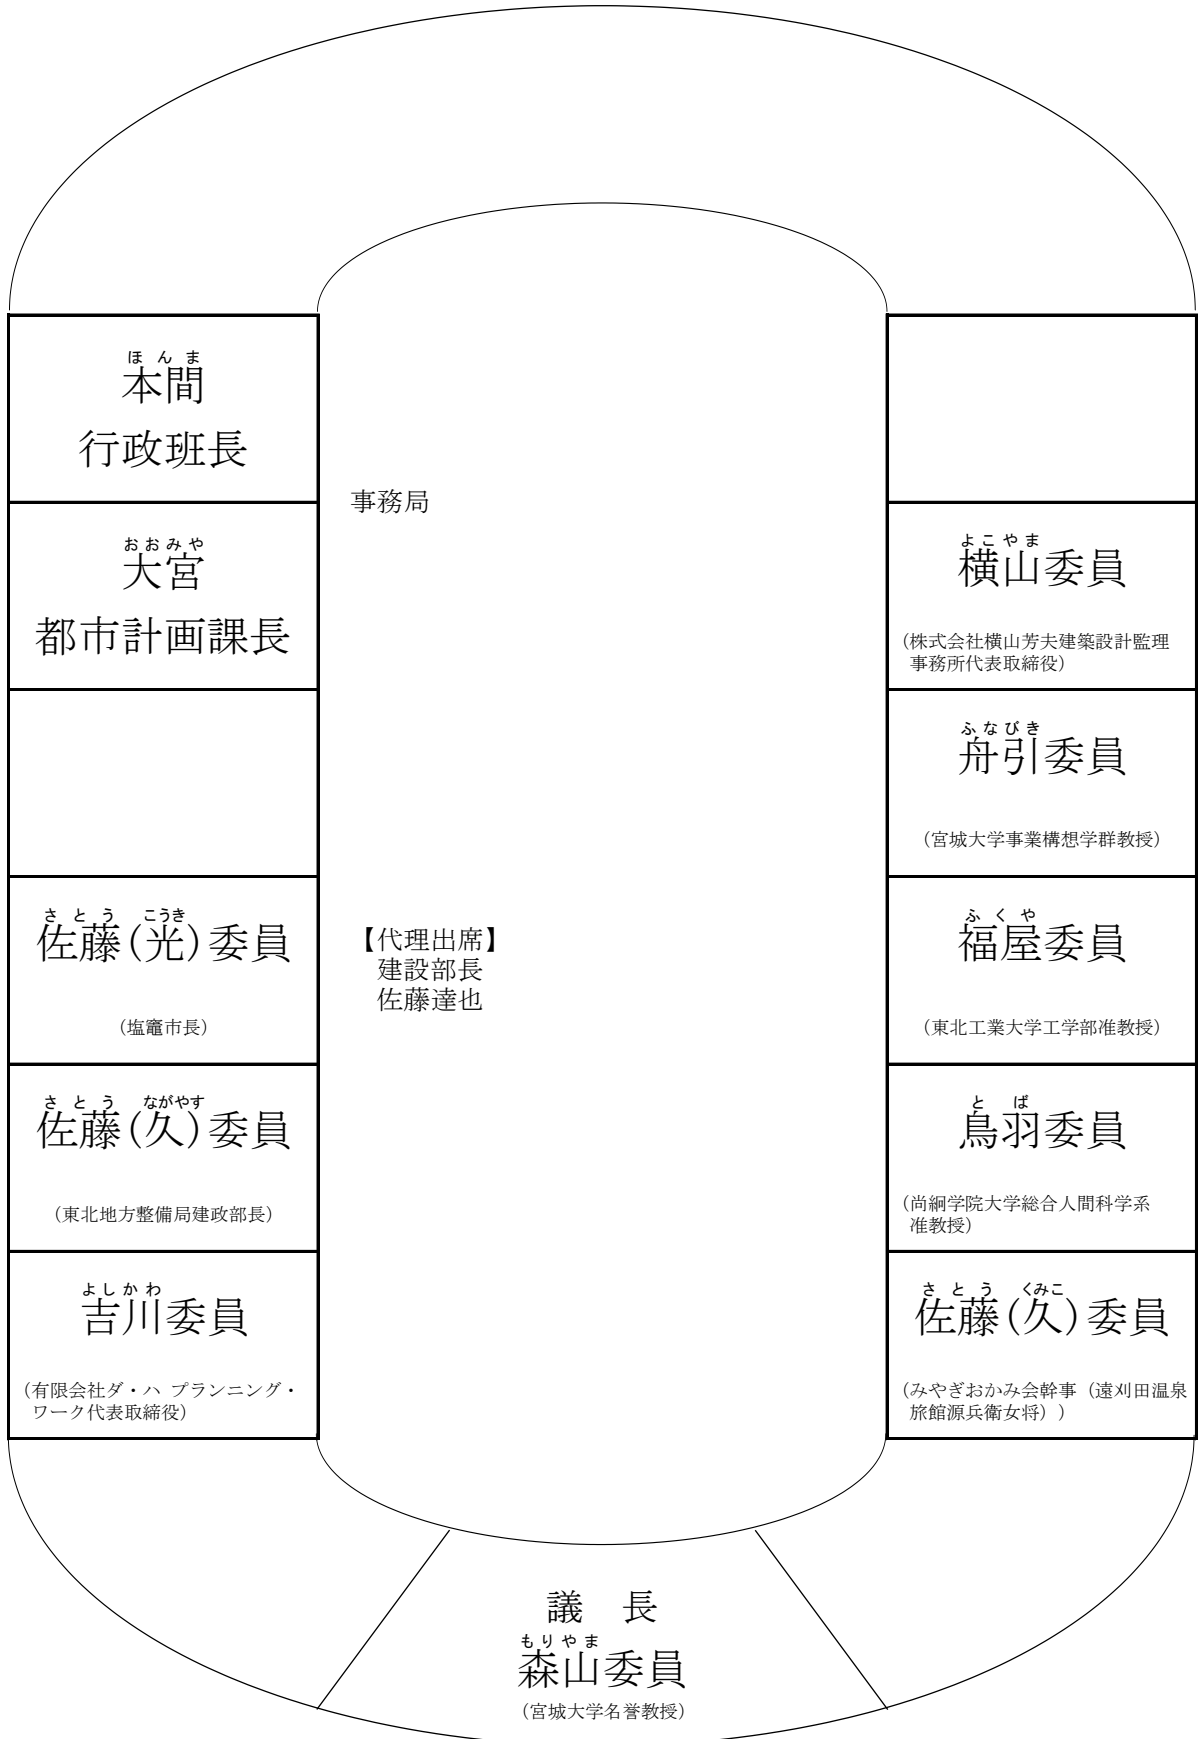 ほんま
本間
行政班長
事務局
おおみや
大宮
都市計画課長
さとう こうき
佐藤(光)委員
(塩竈市長)
【代理出席】
建設部長
佐藤達也
さとう ながやす
佐藤(久)委員
(東北地方整備局建政部長)
よしかわ
吉川委員
(有限会社ダ・ハ プランニング・
ワーク代表取締役)
よこやま
横山委員
(株式会社横山芳夫建築設計監理
事務所代表取締役)
ふなびき
舟引委員
(宮城大学事業構想学群教授)
ふくや
福屋委員
(東北工業大学工学部准教授)
とば
鳥羽委員
(尚絅学院大学総合人間科学系
准教授)
さとう くみこ
佐藤(久)委員
(みやぎおかみ会幹事(遠刈田温泉
旅館源兵衛女将))
議 長
もりやま
森山委員
(宮城大学名誉教授)